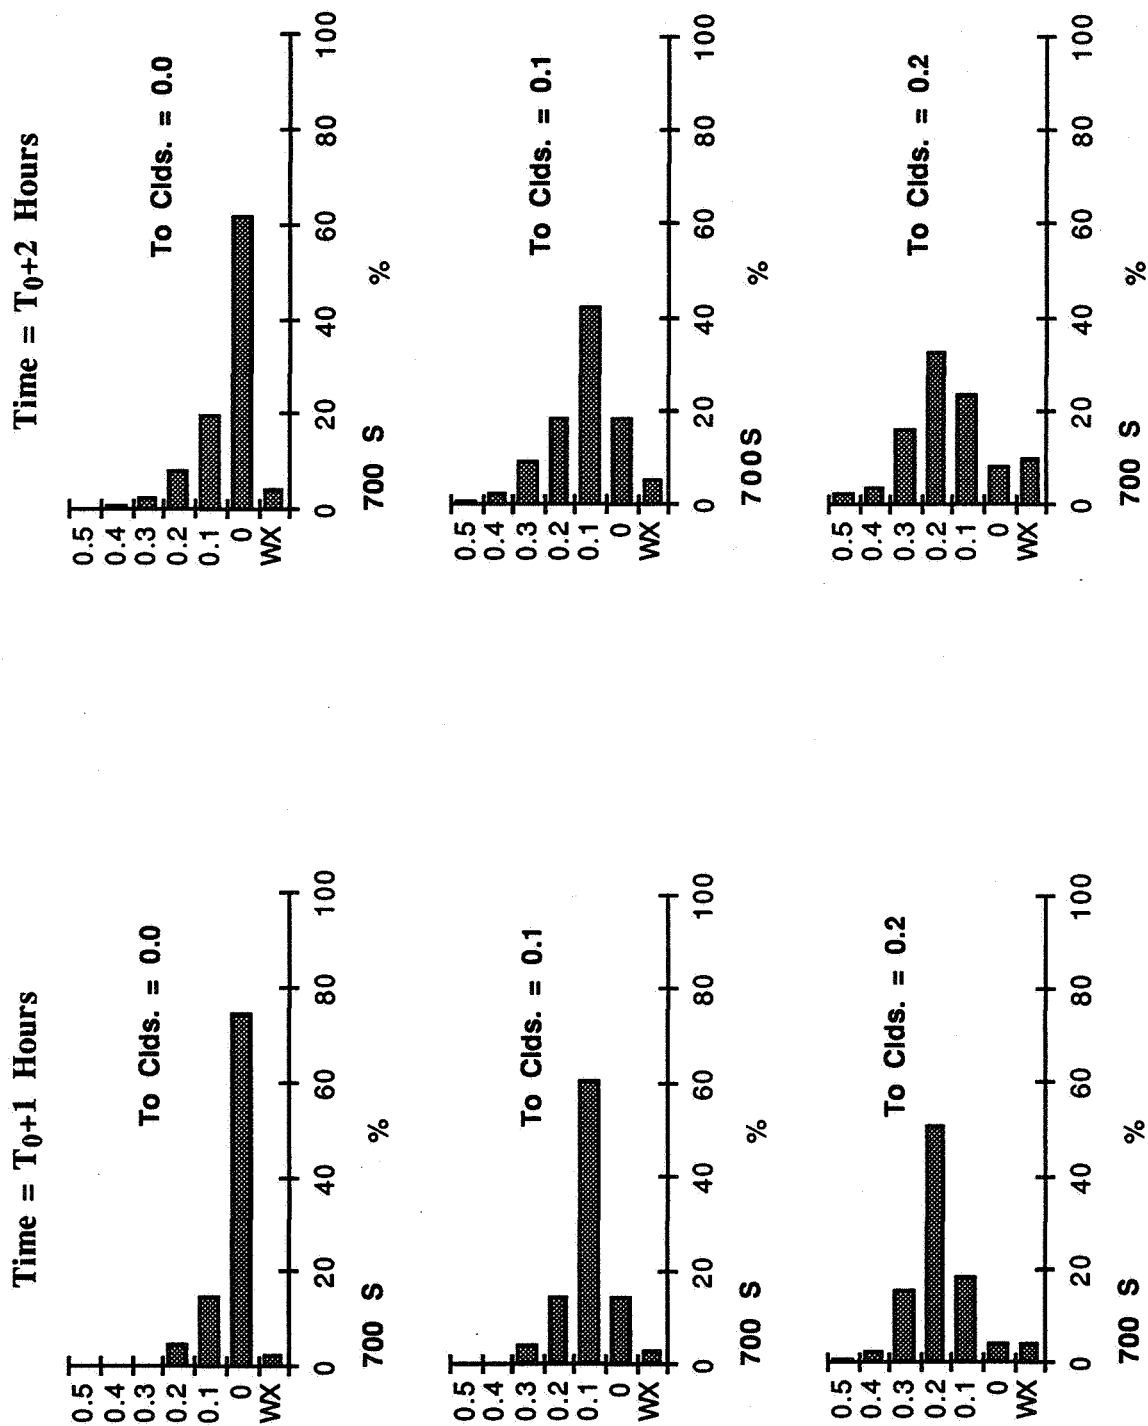 Time = T0+1 Hours
0.5
0.4
0.3
0.2
0.1
0
WX
To Clds. = 0.0
0 20 40 60 80 100
700 S %
0.5
0.4
0.3
0.2
0.1
0
WX
To Clds. = 0.1
0 20 40 60 80 100
700 S %
0.5
0.4
0.3
0.2
0.1
0
WX
To Clds. = 0.2
0 20 40 60 80 100
700 S %
Time = T0+2 Hours
0.5
0.4
0.3
0.2
0.1
0
WX
To Clds. = 0.0
0 20 40 60 80 100
700 S %
0.5
0.4
0.3
0.2
0.1
0
WX
To Clds. = 0.1
0 20 40 60 80 100
700S %
0.5
0.4
0.3
0.2
0.1
0
WX
To Clds. = 0.2
0 20 40 60 80 100
700 S %